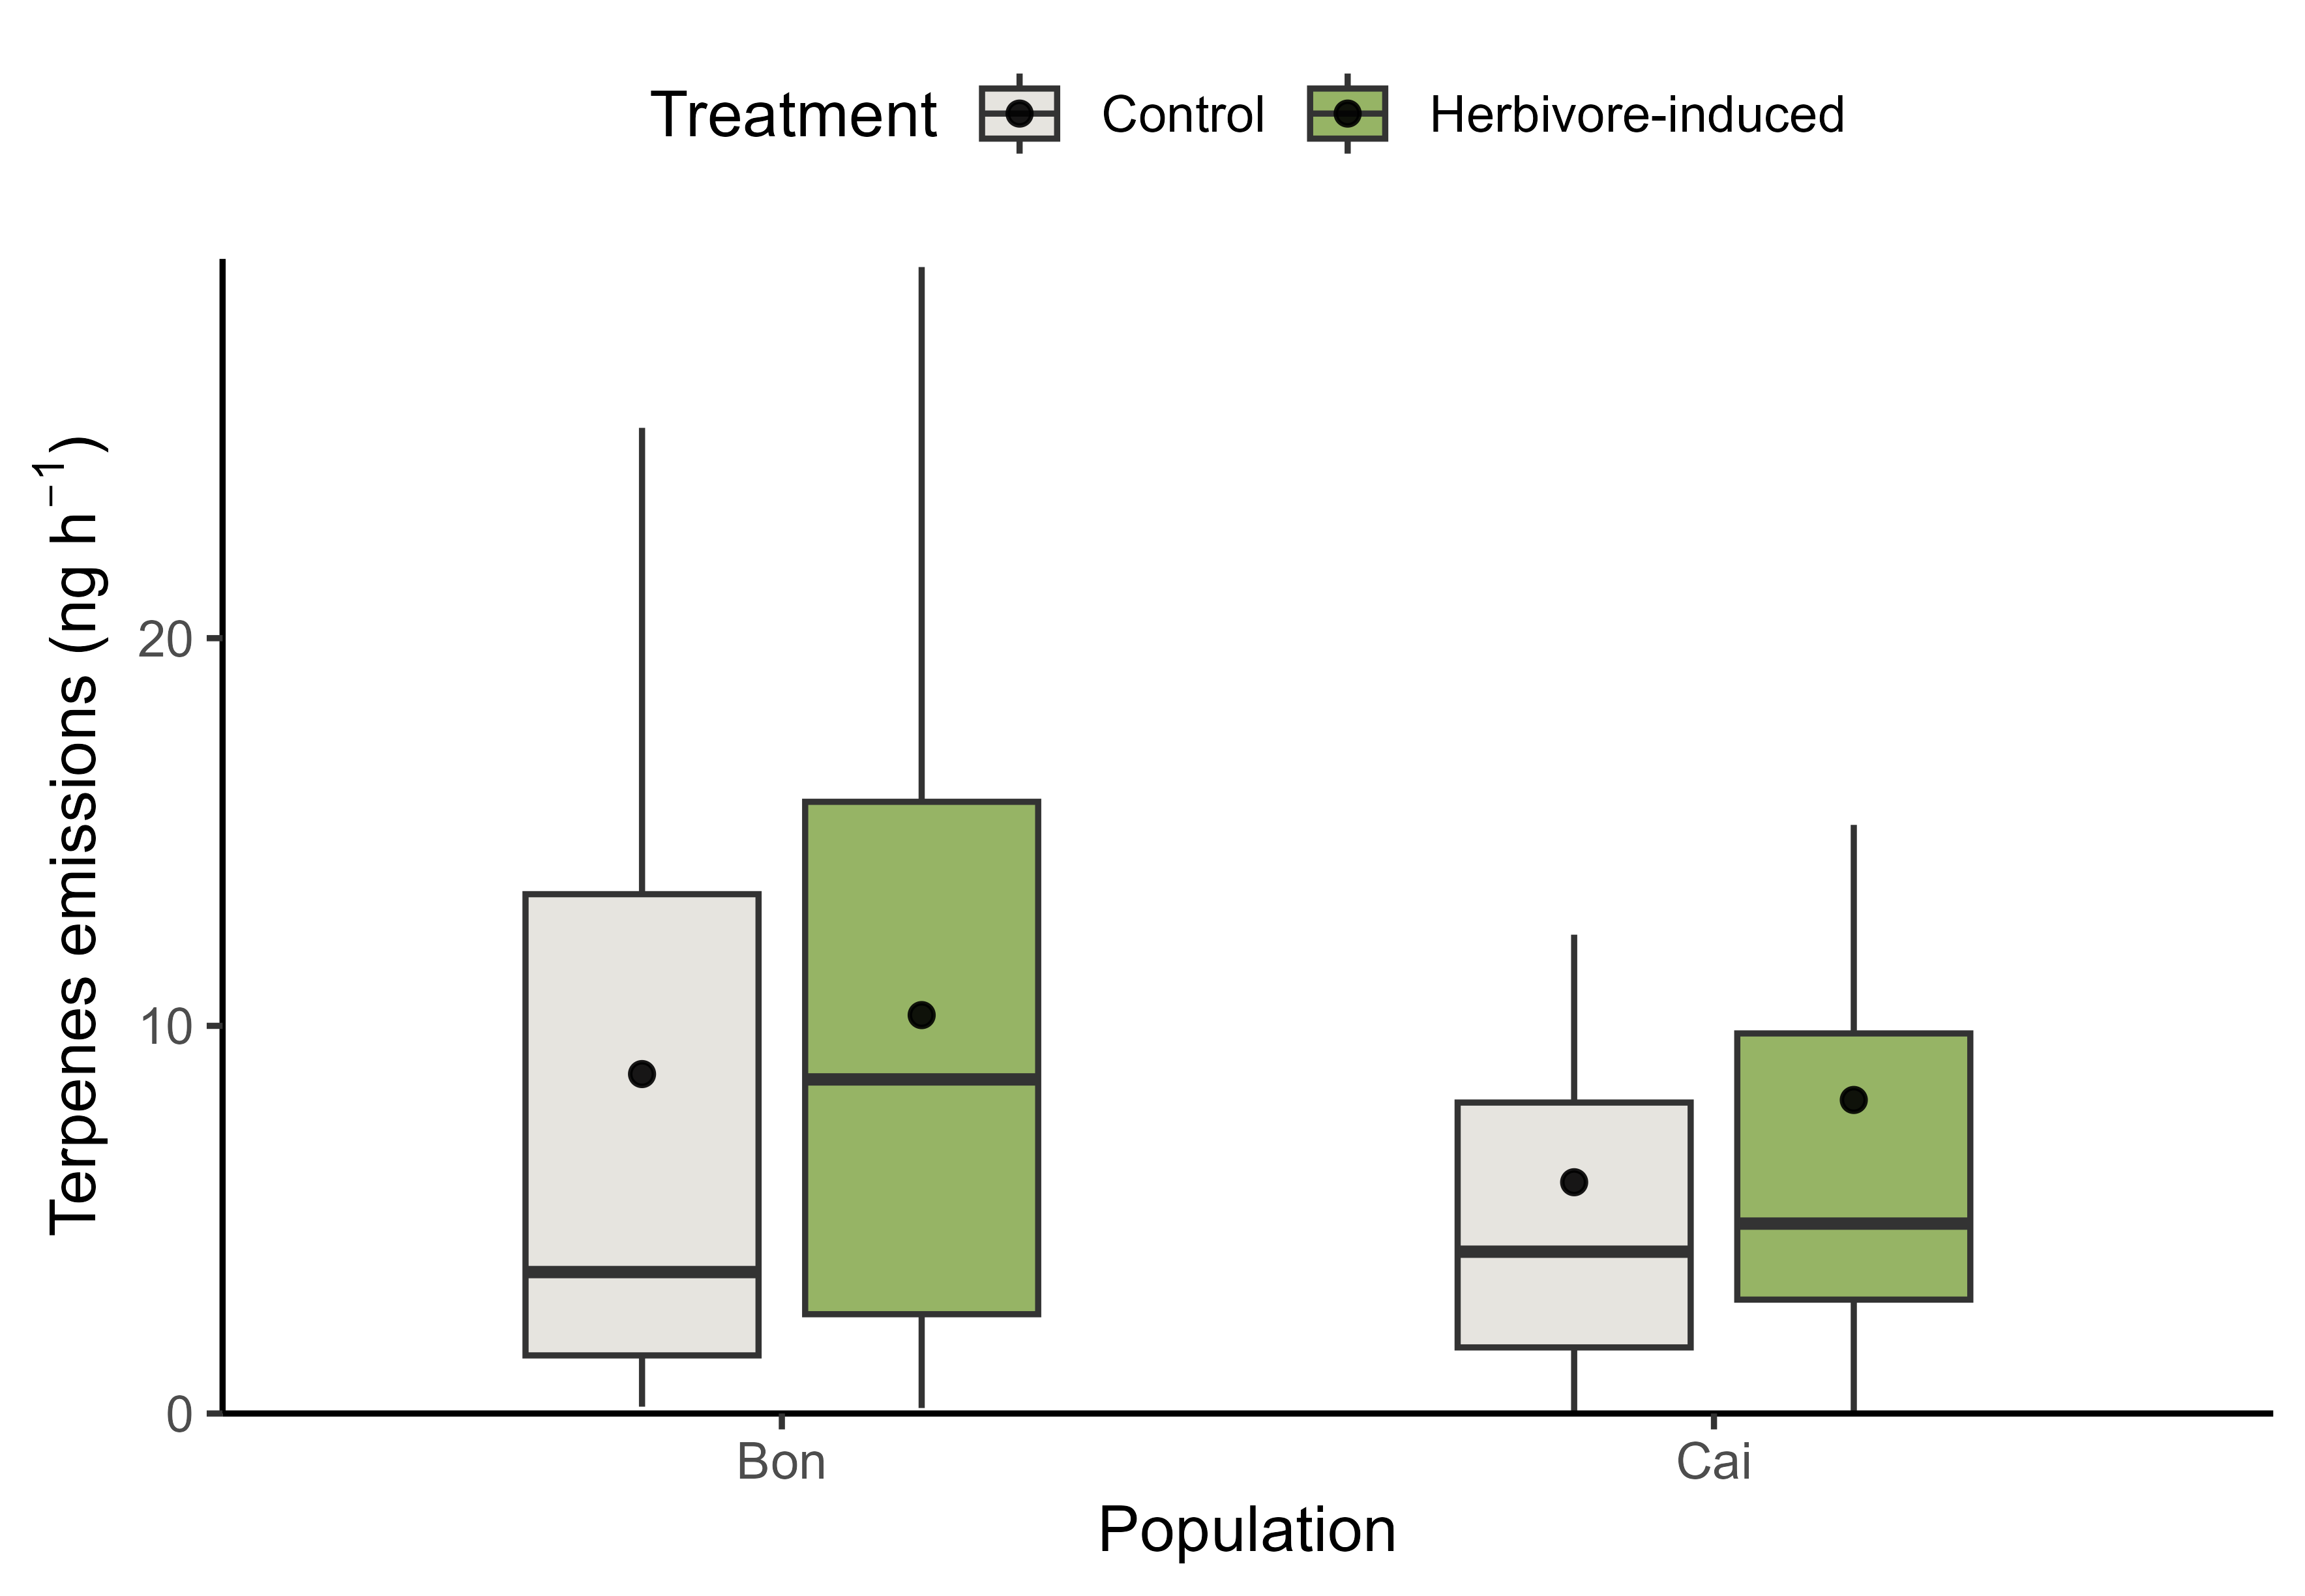 Treatment Control Herbivore-induced
Terpenes emissions (ng h⁻¹)
20
10
0
Bon Cai
Population